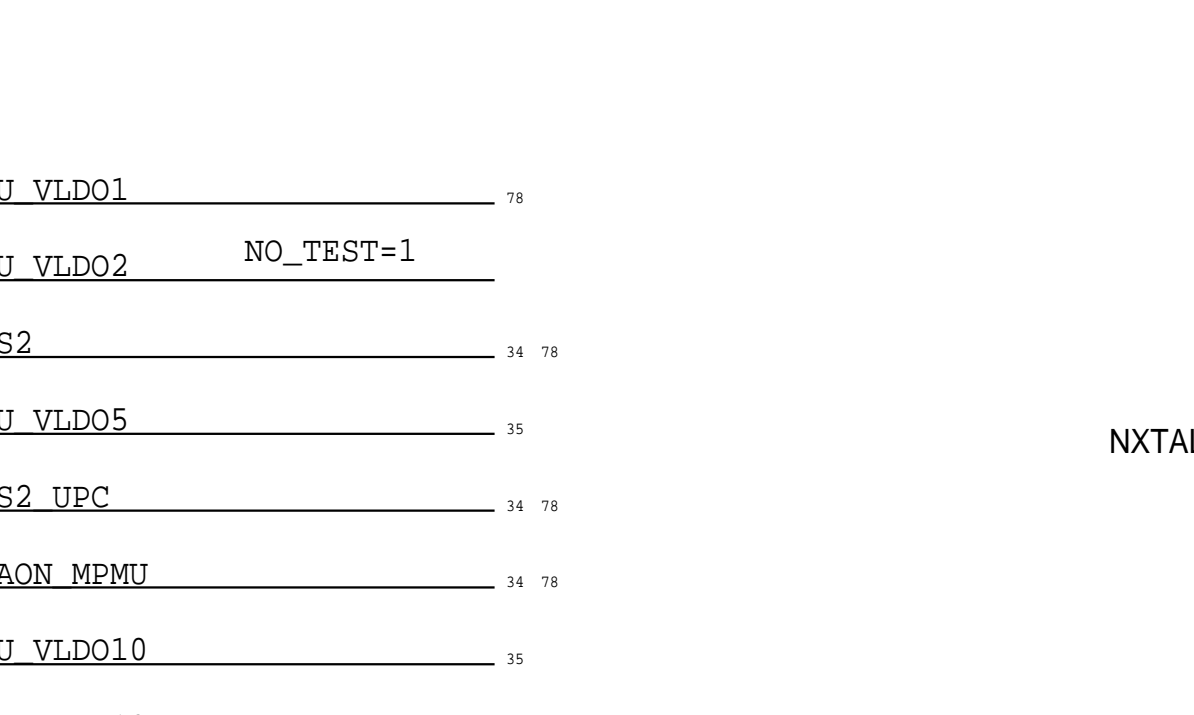 U_VLDO1 78
NO_TEST=1
U_VLDO2
S2 34 78
U_VLDO5 35
NXTAL
S2_UPC 34 78
AON_MPMU 34 78
U_VLDO10 35